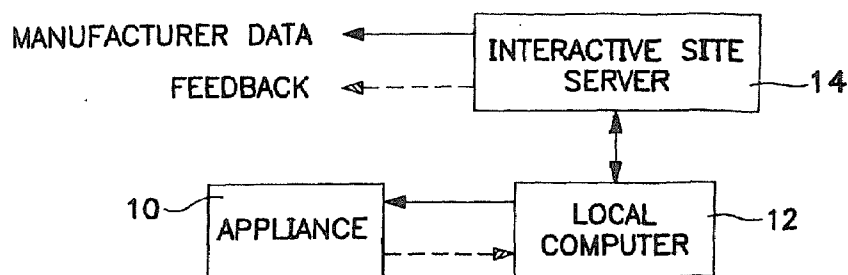 MANUFACTURER DATA
FEEDBACK
INTERACTIVE SITE
SERVER
14
10
APPLIANCE
LOCAL
COMPUTER
12